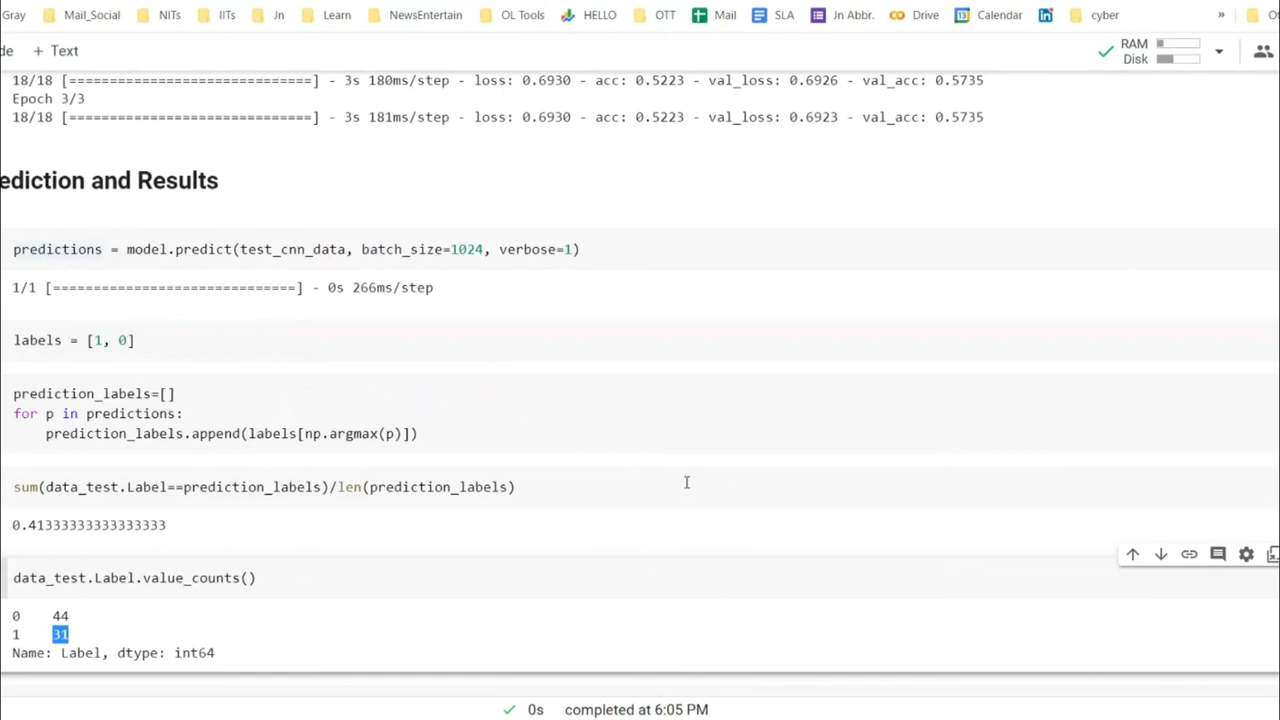 Gray Mail_Social NITs IITs Jn Learn NewsEntertain OL Tools HELLO OTT Mail SLA Jn Abbr. Drive Calendar cyber »
de + Text RAM
Disk
18/18 [==============================] - 3s 180ms/step - loss: 0.6930 - acc: 0.5223 - val_loss: 0.6926 - val_acc: 0.5735
Epoch 3/3
18/18 [==============================] - 3s 181ms/step - loss: 0.6930 - acc: 0.5223 - val_loss: 0.6923 - val_acc: 0.5735
ediction and Results
predictions = model.predict(test_cnn_data, batch_size=1024, verbose=1)
1/1 [==============================] - 0s 266ms/step
labels = [1, 0]
prediction_labels=[]
for p in predictions:
prediction_labels.append(labels[np.argmax(p)])
sum(data_test.Label==prediction_labels)/len(prediction_labels)
0.41333333333333333
data_test.Label.value_counts()
0 44
1 31
Name: Label, dtype: int64
0s completed at 6:05 PM